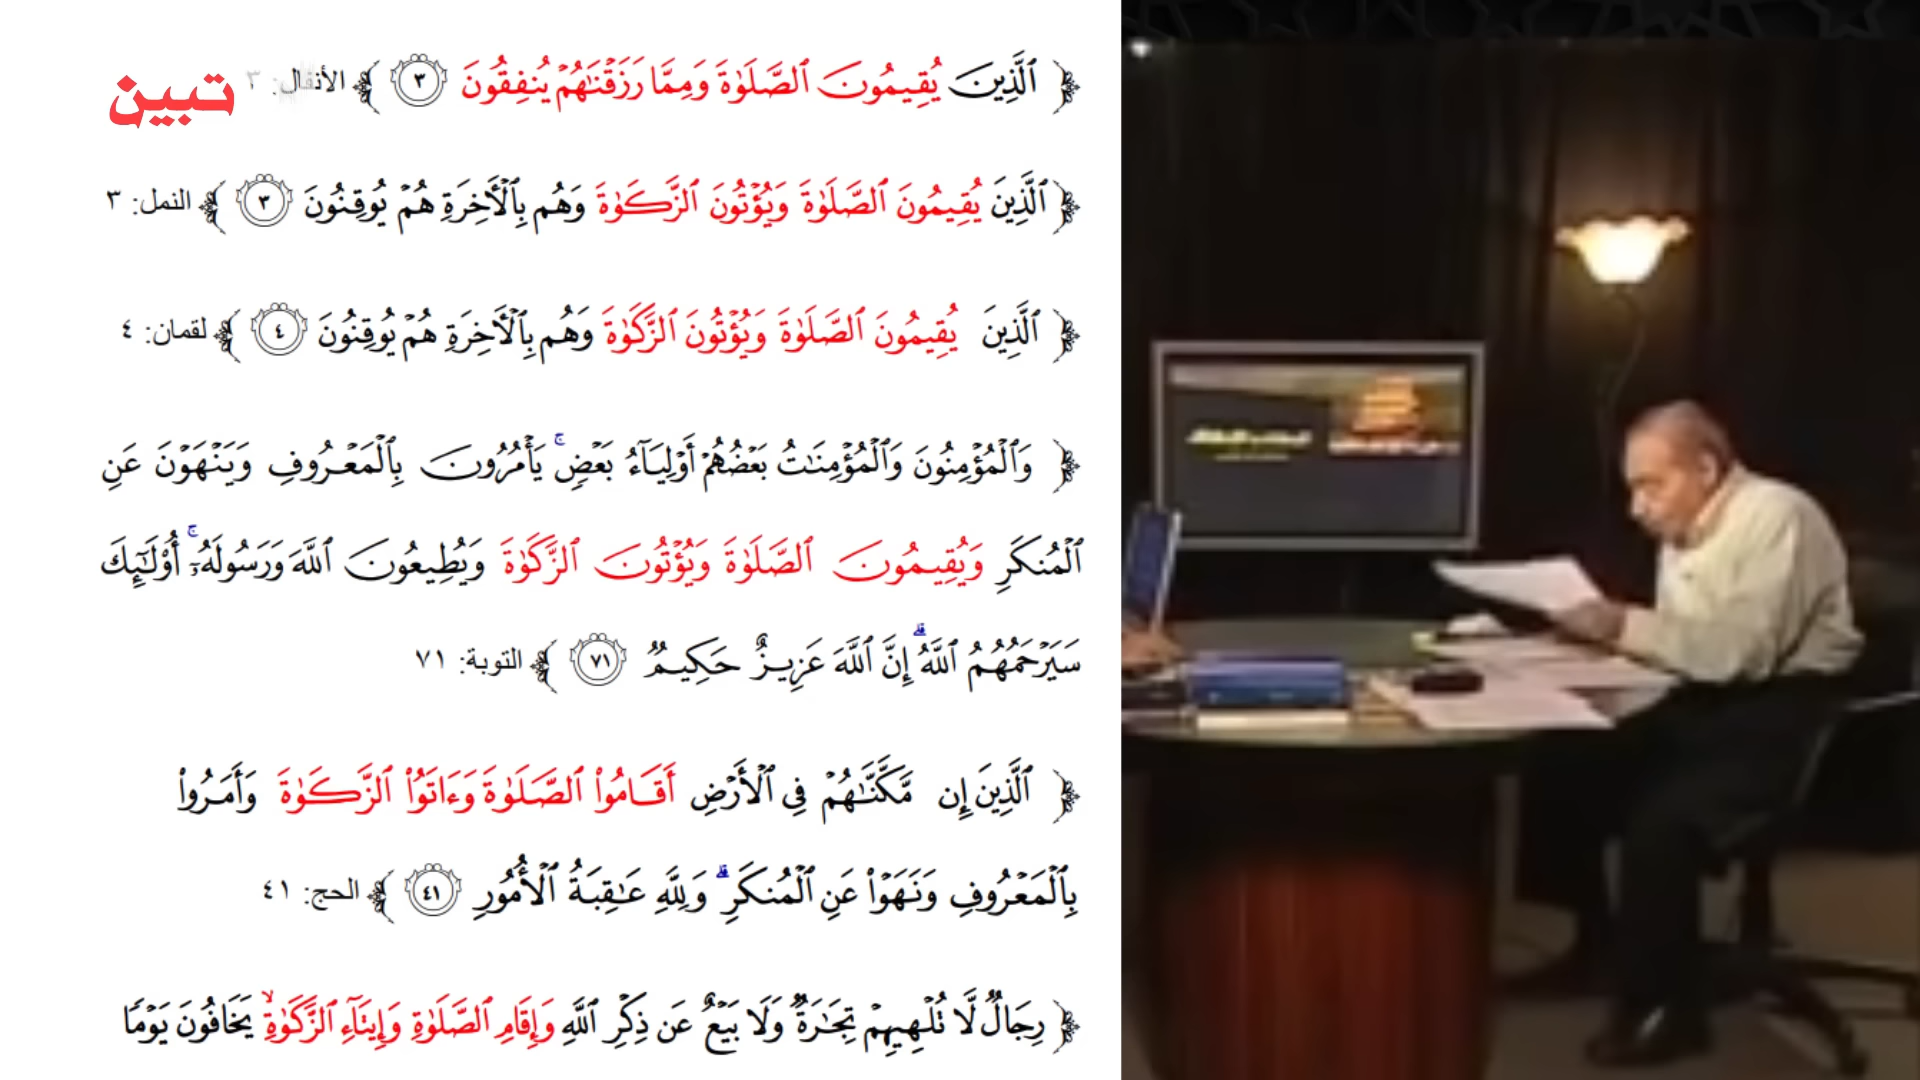 ﴿ ٱلَّذِينَ يُقِيمُونَ ٱلصَّلَوٰةَ وَمِمَّا رَزَقْنَٰهُمْ يُنفِقُونَ ٣ ﴾ الأنفال: ٣
تبين
﴿ ٱلَّذِينَ يُقِيمُونَ ٱلصَّلَوٰةَ وَيُؤْتُونَ ٱلزَّكَوٰةَ وَهُم بِٱلْأَخِرَةِ هُمْ يُوقِنُونَ ٣ ﴾ النمل: ٣
﴿ ٱلَّذِينَ يُقِيمُونَ ٱلصَّلَوٰةَ وَيُؤْتُونَ ٱلزَّكَوٰةَ وَهُم بِٱلْأَخِرَةِ هُمْ يُوقِنُونَ ٤ ﴾ لقمان: ٤
﴿ وَٱلْمُؤْمِنُونَ وَٱلْمُؤْمِنَٰتُ بَعْضُهُمْ أَوْلِيَآءُ بَعْضٍۚ يَأْمُرُونَ بِٱلْمَعْرُوفِ وَيَنْهَوْنَ عَنِ
ٱلْمُنكَرِ وَيُقِيمُونَ ٱلصَّلَوٰةَ وَيُؤْتُونَ ٱلزَّكَوٰةَ وَيُطِيعُونَ ٱللَّهَ وَرَسُولَهُۥٓۚ أُوْلَٰٓئِكَ
سَيَرْحَمُهُمُ ٱللَّهُۗ إِنَّ ٱللَّهَ عَزِيزٌ حَكِيمٌ ٧١ ﴾ التوبة: ٧١
﴿ ٱلَّذِينَ إِن مَّكَّنَّٰهُمْ فِى ٱلْأَرْضِ أَقَامُوا۟ ٱلصَّلَوٰةَ وَءَاتَوُا۟ ٱلزَّكَوٰةَ وَأَمَرُوا۟
بِٱلْمَعْرُوفِ وَنَهَوْا۟ عَنِ ٱلْمُنكَرِۗ وَلِلَّهِ عَٰقِبَةُ ٱلْأُمُورِ ٤١ ﴾ الحج: ٤١
﴿ رِجَالٌ لَّا تُلْهِيهِمْ تِجَٰرَةٌ وَلَا بَيْعٌ عَن ذِكْرِ ٱللَّهِ وَإِقَامِ ٱلصَّلَوٰةِ وَإِيتَآءِ ٱلزَّكَوٰةِۙ يَخَافُونَ يَوْمًا